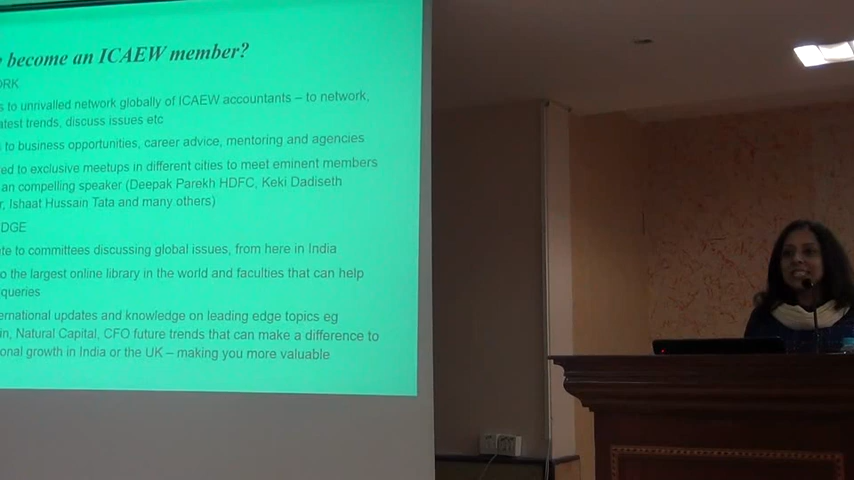 become an ICAEW member?
ORK
s to unrivalled network globally of ICAEW accountants – to network,
atest trends, discuss issues etc
to business opportunities, career advice, mentoring and agencies
ed to exclusive meetups in different cities to meet eminent members
an compelling speaker (Deepak Parekh HDFC, Keki Dadiseth
r, Ishaat Hussain Tata and many others)
DGE
te to committees discussing global issues, from here in India
o the largest online library in the world and faculties that can help
queries
ernational updates and knowledge on leading edge topics eg
in, Natural Capital, CFO future trends that can make a difference to
onal growth in India or the UK – making you more valuable